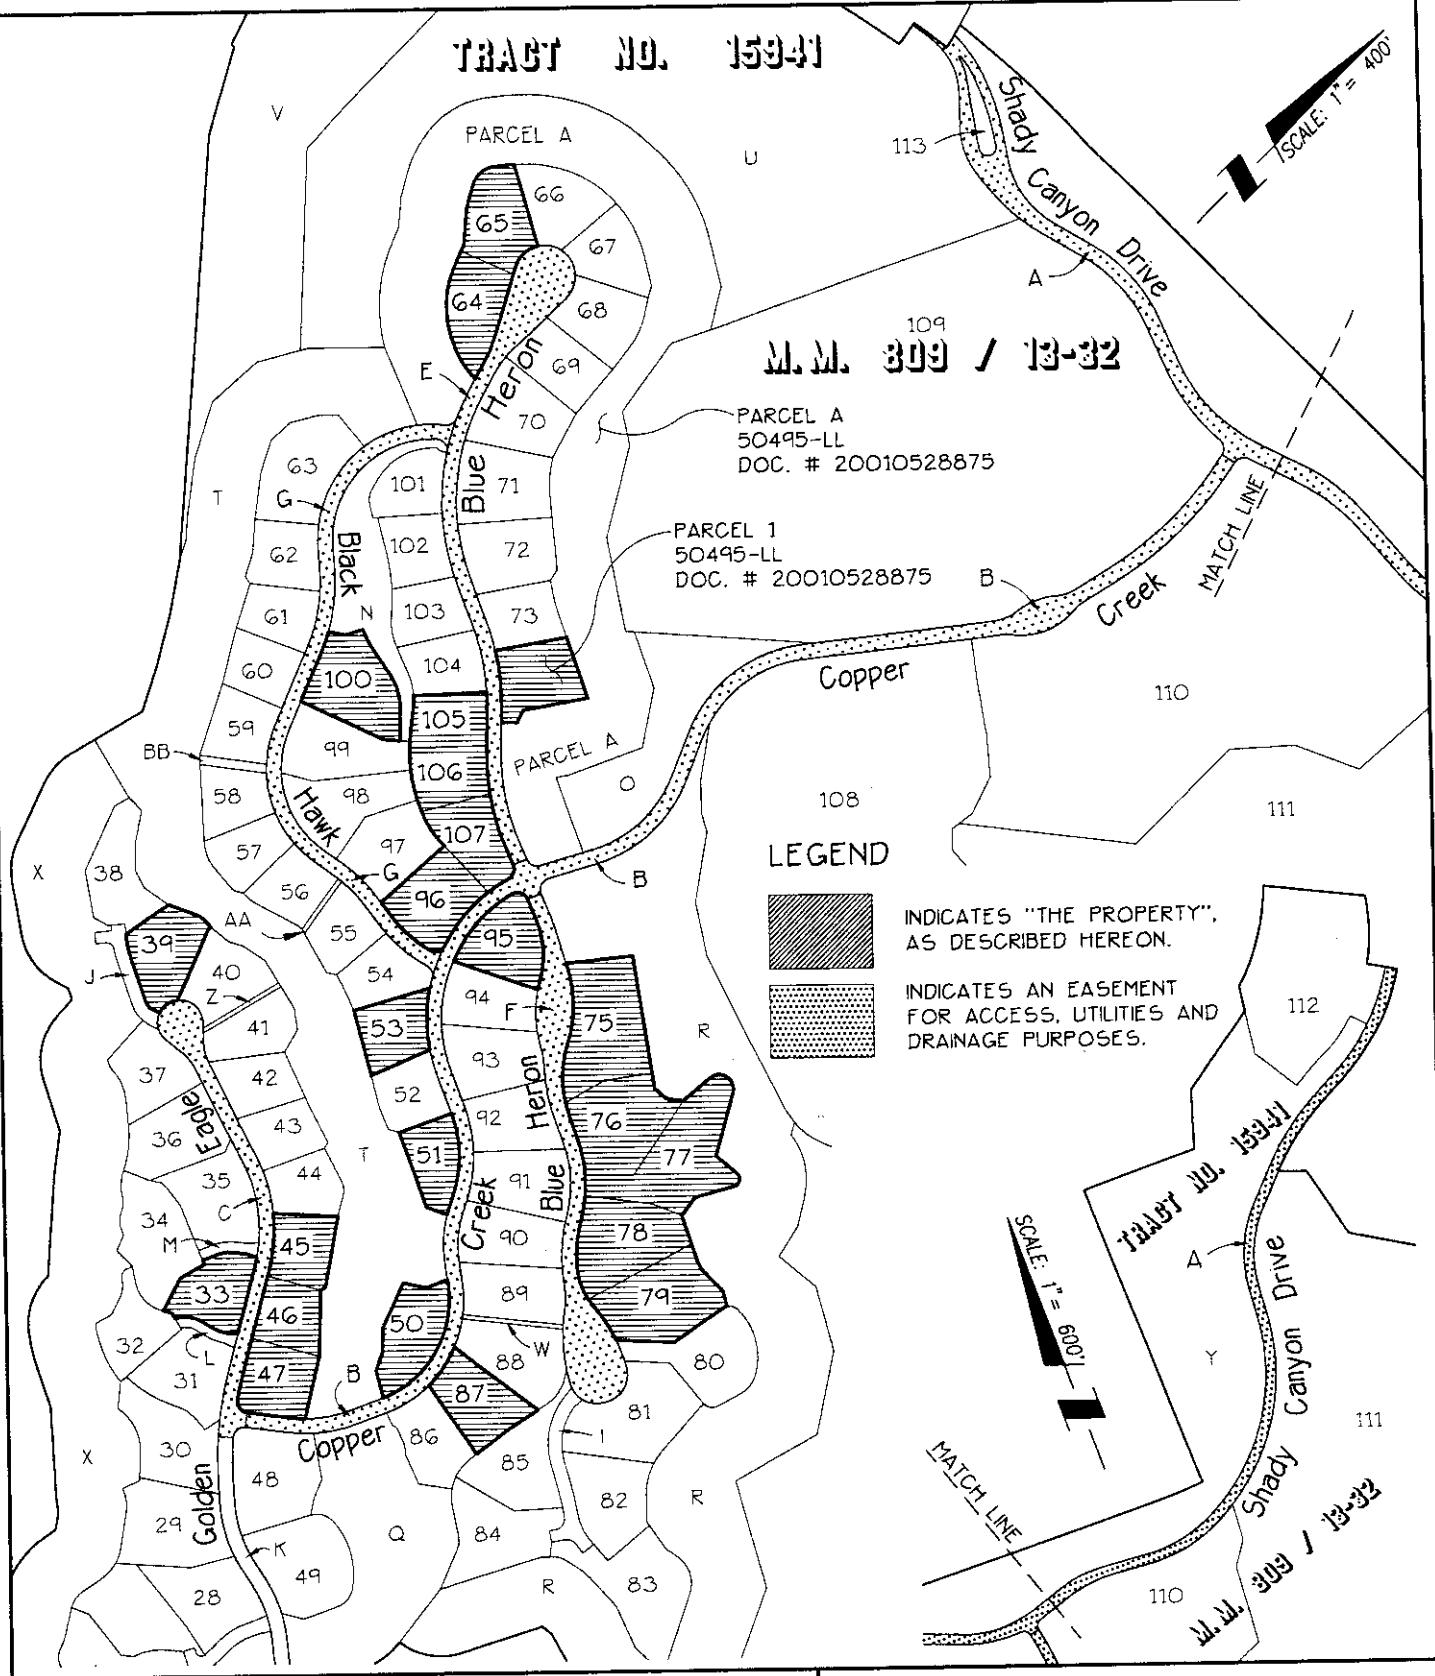 TRACT NO. 15941
V
PARCEL A
U
113
Shady Canyon Drive
SCALE: 1" = 400'
66
65
67
A
64
68
109
M.M. 809 / 13-32
E
Heron
69
70
PARCEL A
50495-LL
DOC. # 20010528875
63
G
T
101
Blue
71
MATCH LINE
PARCEL 1
50495-LL
DOC. # 20010528875
B
62
Black
102
72
Creek
61
N
103
73
60
100
104
Copper
110
59
105
BB
99
PARCEL A
106
O
58
98
108
111
Hawk
107
57
97
LEGEND
X
38
G
B
56
96
INDICATES "THE PROPERTY",
AS DESCRIBED HEREON.
AA
55
95
39
J
40
54
Z
94
F
INDICATES AN EASEMENT
FOR ACCESS, UTILITIES AND
DRAINAGE PURPOSES.
112
41
53
75
R
93
37
42
52
Heron
Eagle
43
92
76
36
TRACT NO. 15941
T
51
77
44
35
91
Blue
C
34
M
45
Creek
90
78
SCALE: 1" = 600'
A
33
89
79
46
50
32
L
W
88
80
Y
31
47
B
87
Shady Canyon Drive
81
111
Copper
86
I
30
X
48
85
MATCH LINE
Golden
82
R
29
Q
84
K
M.M. 809 / 13-32
49
R
83
28
110